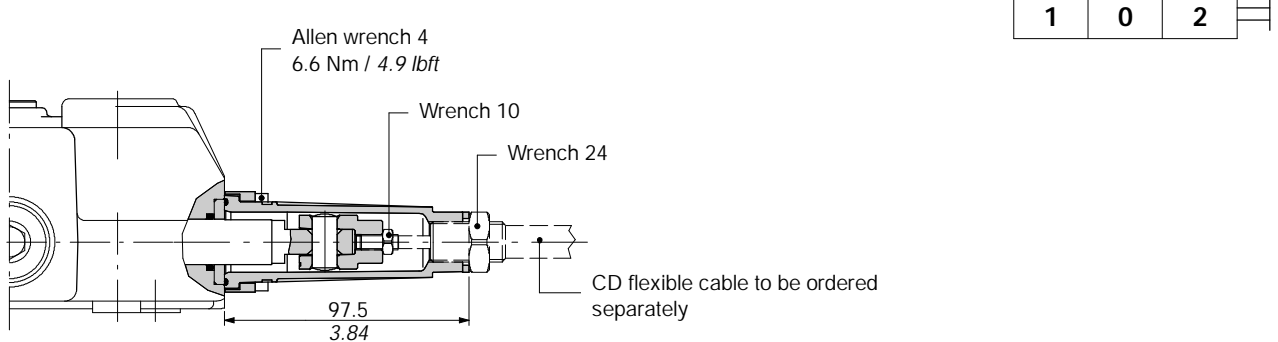 1 0 2
Allen wrench 4
6.6 Nm / 4.9 lbft
Wrench 10
Wrench 24
CD flexible cable to be ordered
separately
97.5
3.84